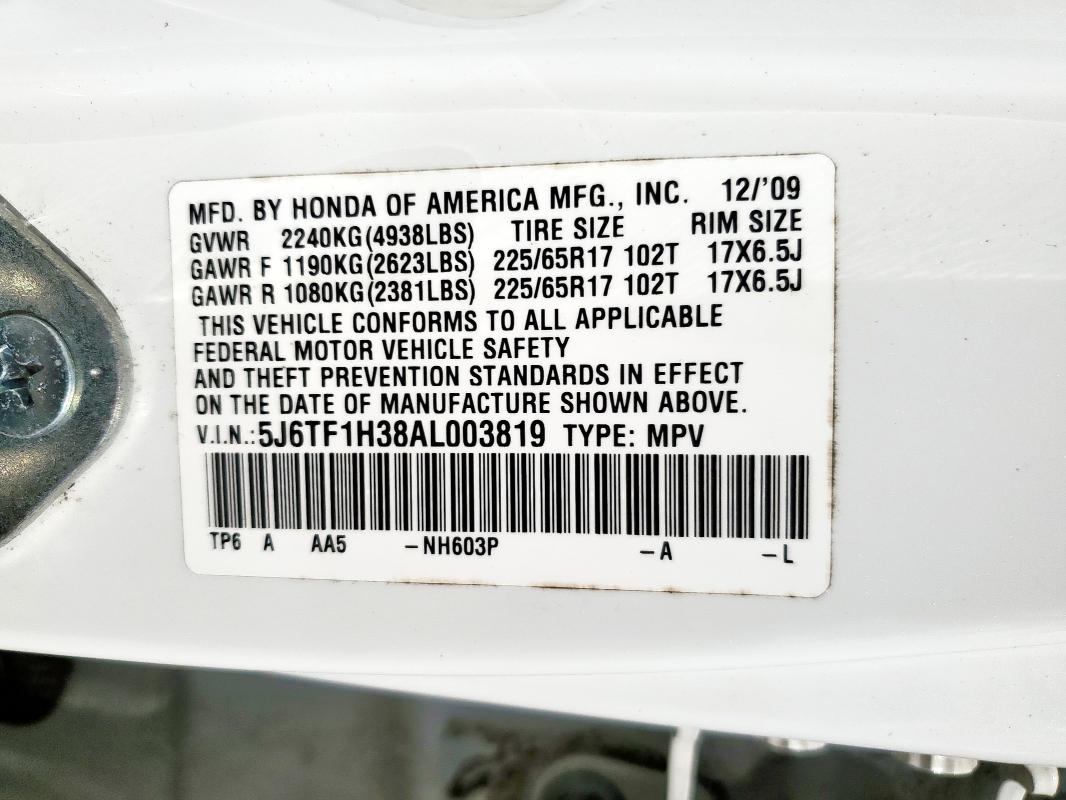 MFD. BY HONDA OF AMERICA MFG., INC. 12/'09
GVWR 2240KG(4938LBS) TIRE SIZE RIM SIZE
GAWR F 1190KG(2623LBS) 225/65R17 102T 17X6.5J
GAWR R 1080KG(2381LBS) 225/65R17 102T 17X6.5J
THIS VEHICLE CONFORMS TO ALL APPLICABLE
FEDERAL MOTOR VEHICLE SAFETY
AND THEFT PREVENTION STANDARDS IN EFFECT
ON THE DATE OF MANUFACTURE SHOWN ABOVE.
V.I.N.:5J6TF1H38AL003819 TYPE: MPV
TP6 A AA5 -NH603P -A -L